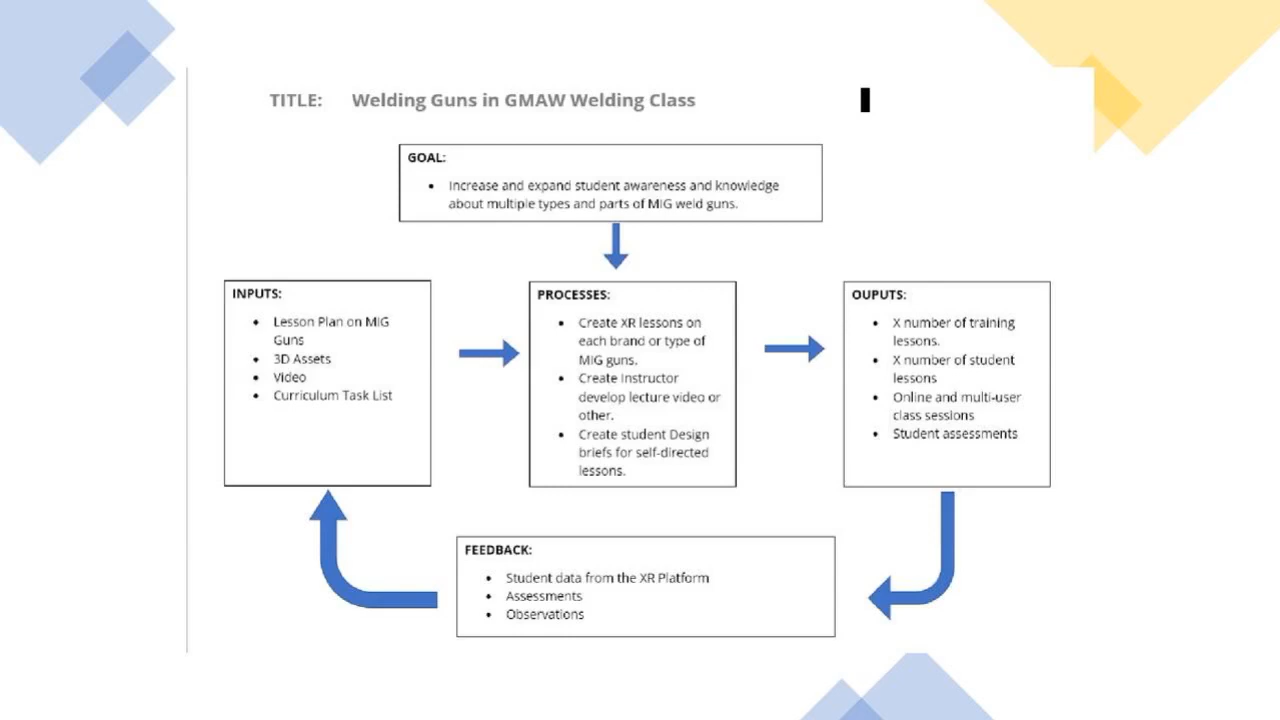 TITLE: Welding Guns in GMAW Welding Class
GOAL:
• Increase and expand student awareness and knowledge
about multiple types and parts of MIG weld guns.
INPUTS:
• Lesson Plan on MIG
Guns
• 3D Assets
• Video
• Curriculum Task List
PROCESSES:
• Create XR lessons on
each brand or type of
MIG guns.
• Create Instructor
develop lecture video or
other.
• Create student Design
briefs for self-directed
lessons.
OUPUTS:
• X number of training
lessons.
• X number of student
lessons
• Online and multi-user
class sessions
• Student assessments
FEEDBACK:
• Student data from the XR Platform
• Assessments
• Observations